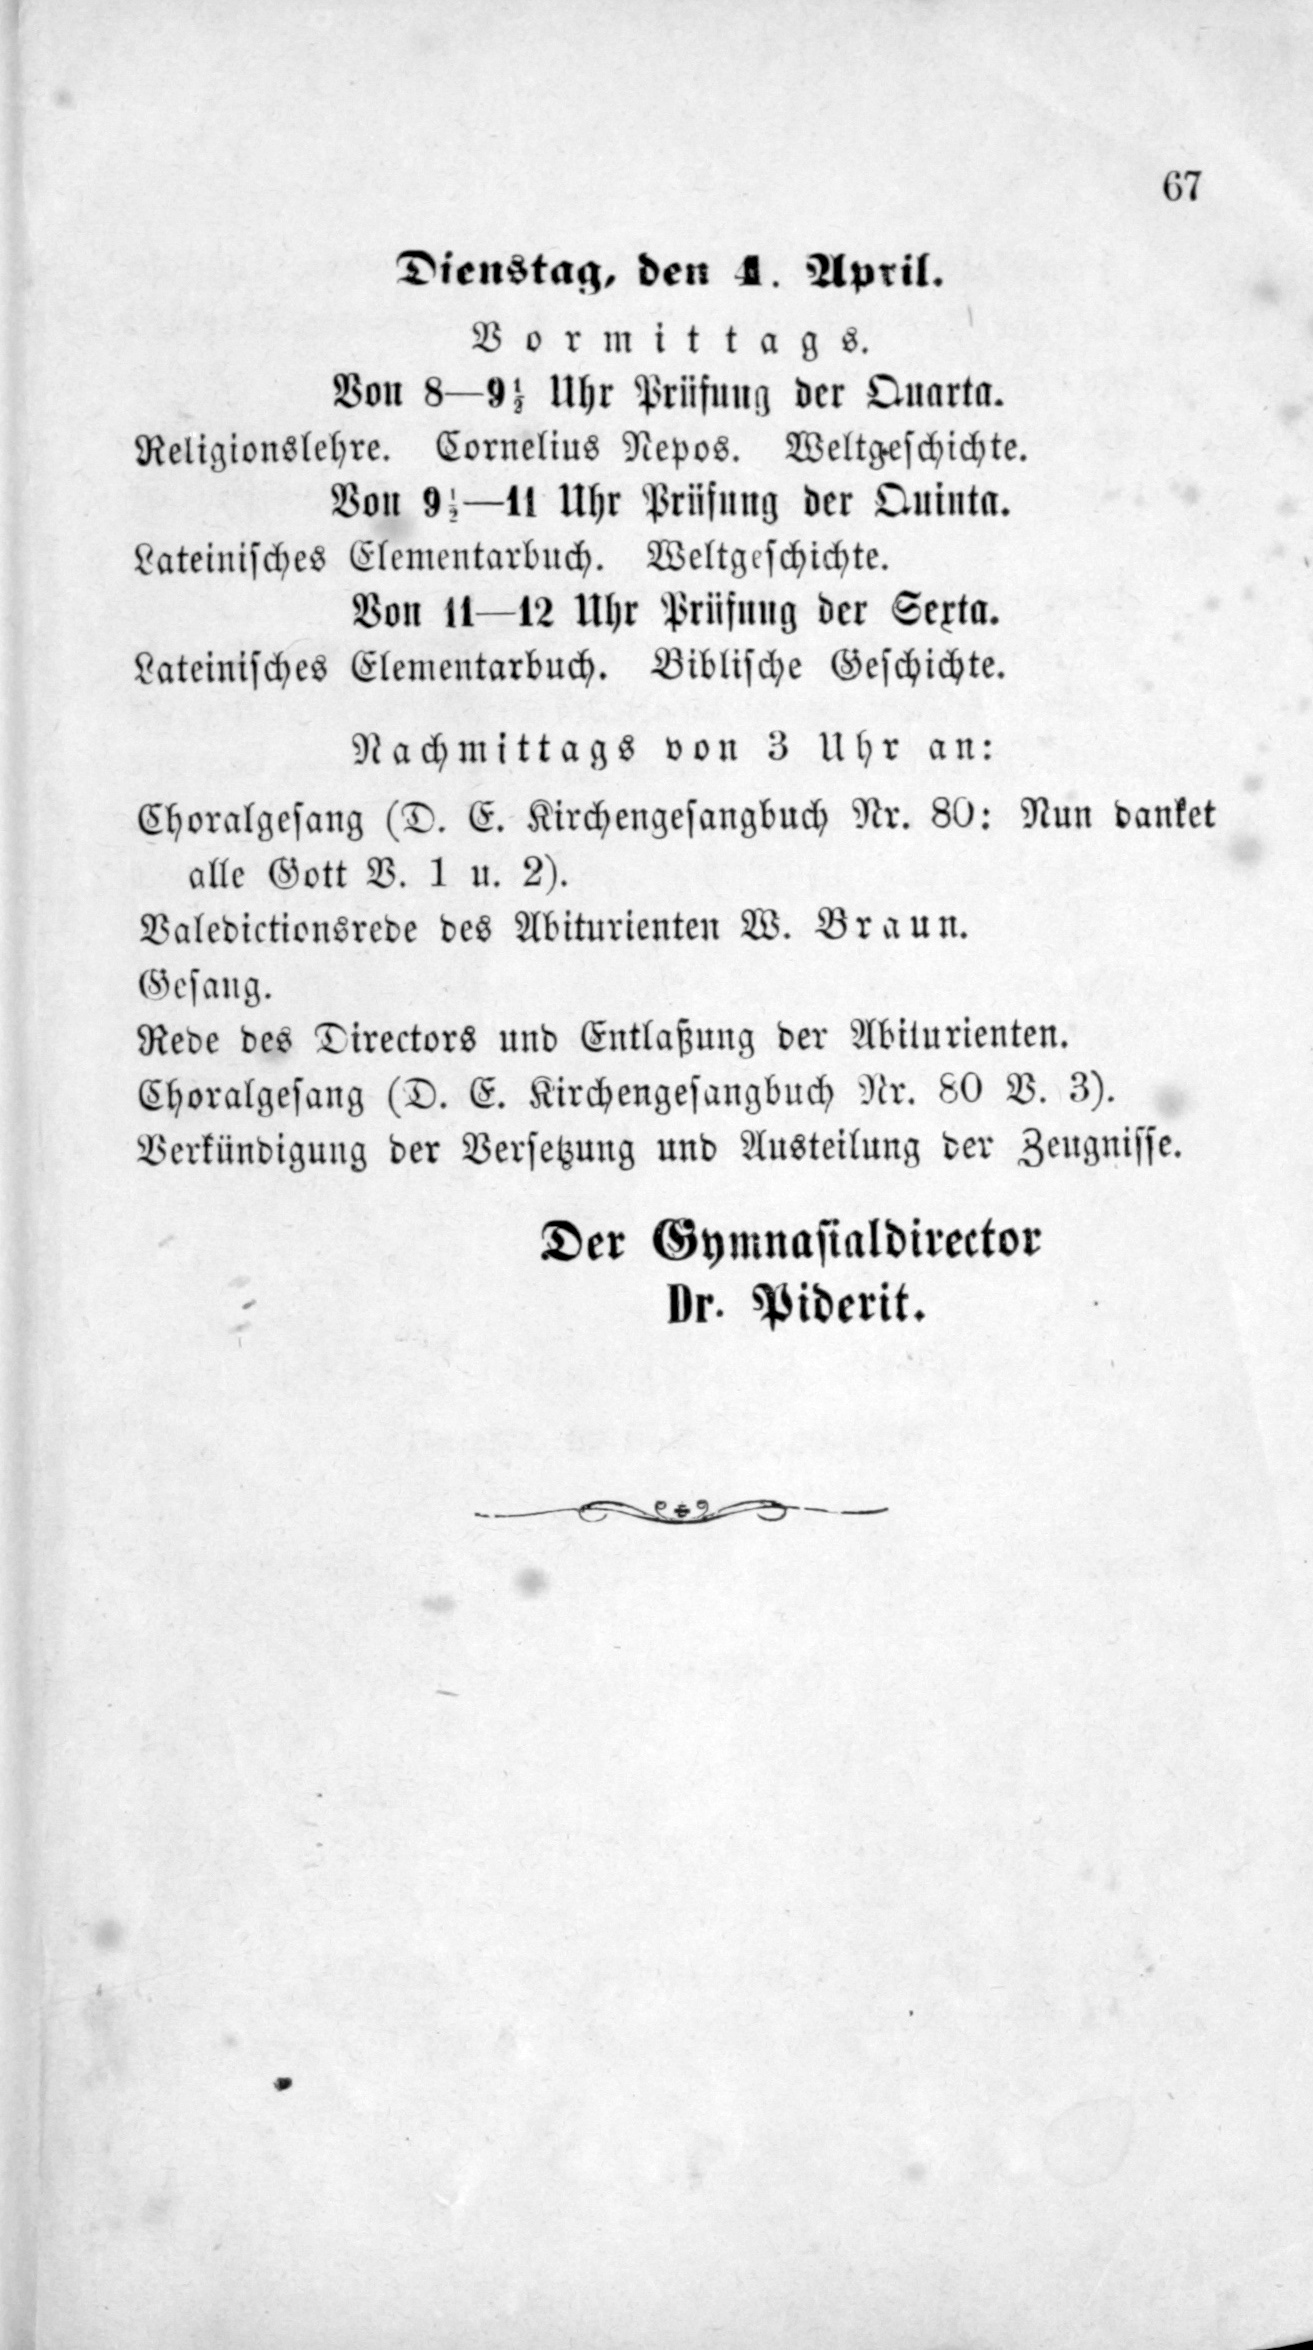 67
Dienstag, den 4. April.
Vormittags.
Von 8—9½ Uhr Prüfung der Quarta.
Religionslehre. Cornelius Nepos. Weltgeschichte.
Von 9½—11 Uhr Prüfung der Quinta.
Lateinisches Elementarbuch. Weltgeschichte.
Von 11—12 Uhr Prüfung der Sexta.
Lateinisches Elementarbuch. Biblische Geschichte.
Nachmittags von 3 Uhr an:
Choralgesang (D. E. Kirchengesangbuch Nr. 80: Nun danket
alle Gott V. 1 u. 2).
Valedictionsrede des Abiturienten W. Braun.
Gesang.
Rede des Directors und Entlaßung der Abiturienten.
Choralgesang (D. E. Kirchengesangbuch Nr. 80 V. 3).
Verkündigung der Versetzung und Austeilung der Zeugnisse.
Der Gymnasialdirector
Dr. Piderit.